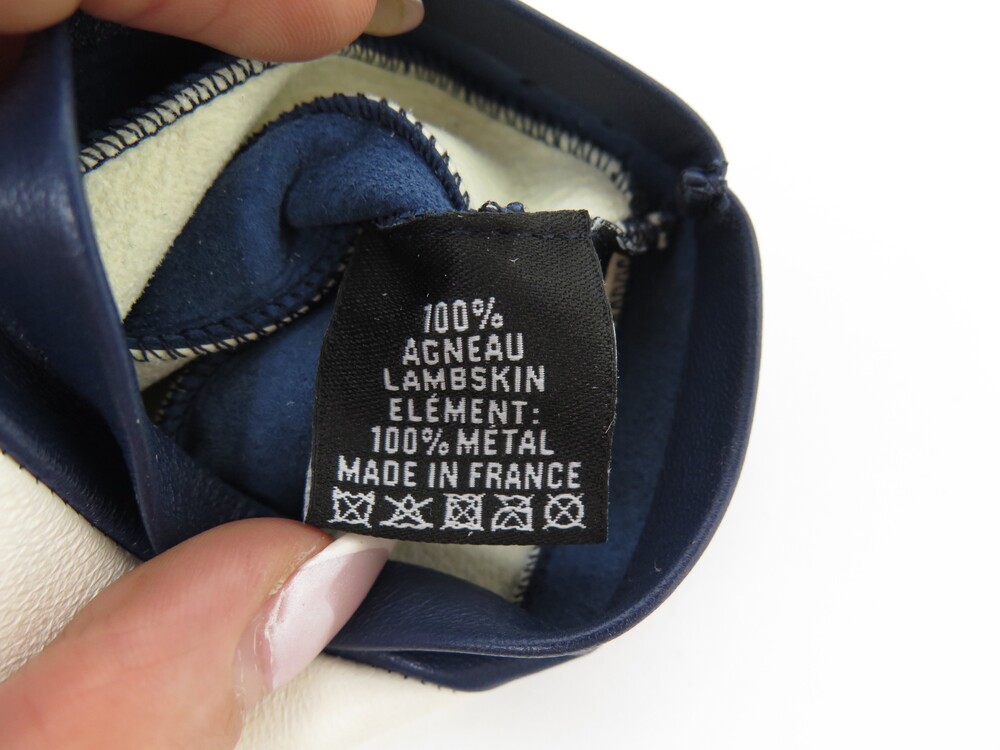 100%
AGNEAU
LAMBSKIN
ELÉMENT:
100% MÉTAL
MADE IN FRANCE